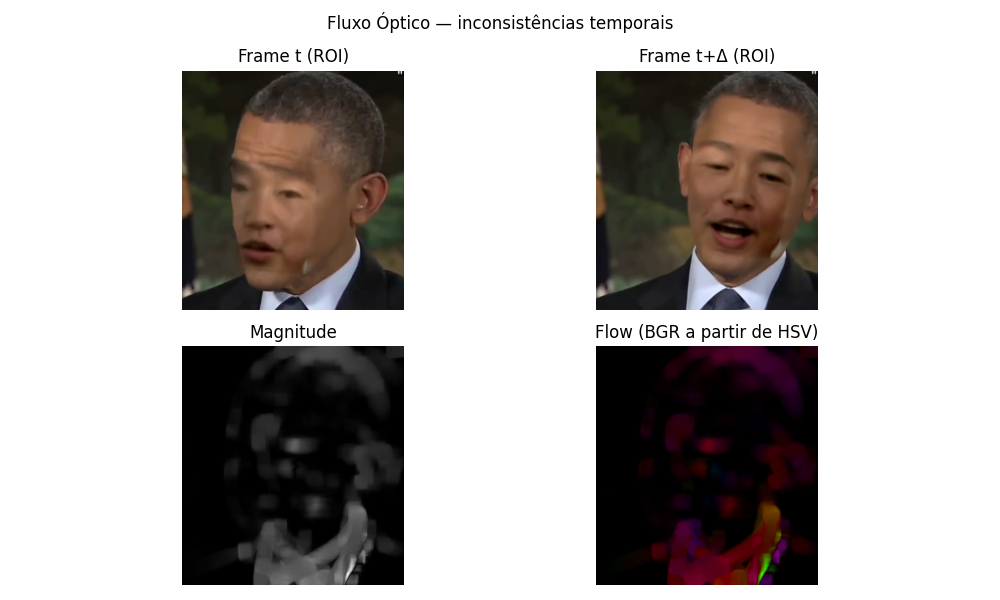 Fluxo Óptico — inconsistências temporais
Frame t (ROI)
Frame t+Δ (ROI)
Magnitude
Flow (BGR a partir de HSV)